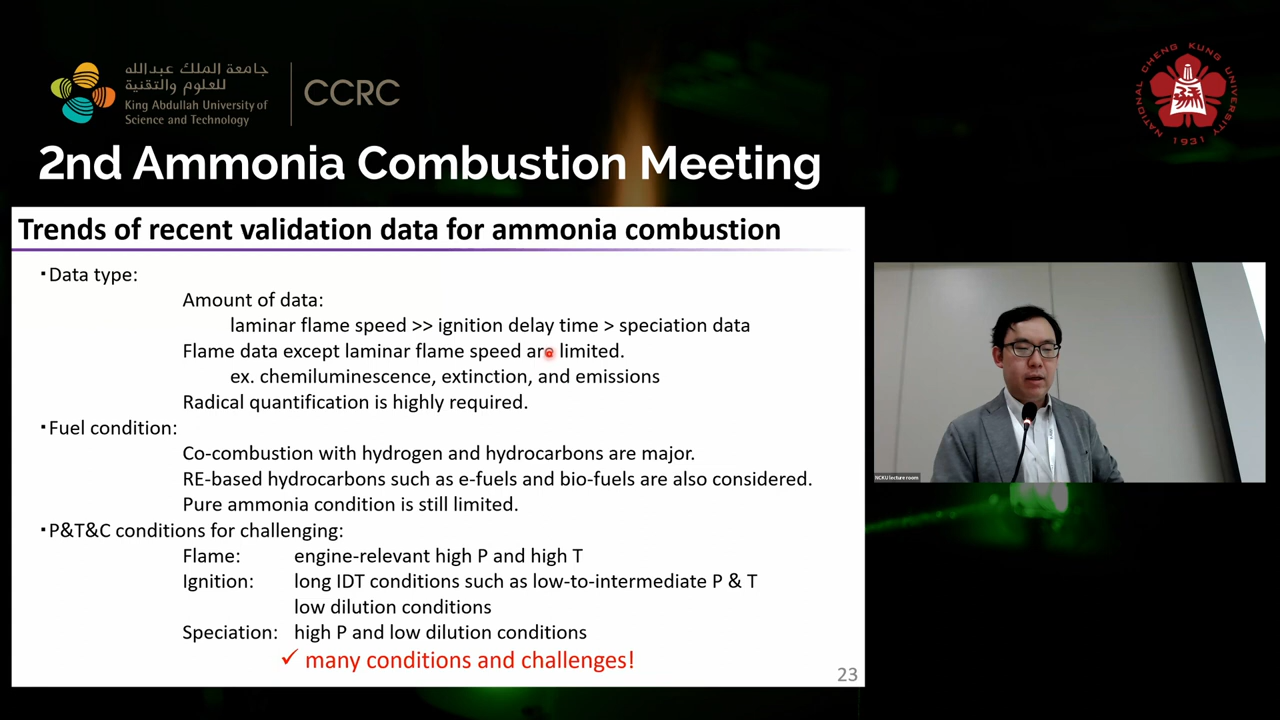 جامعة الملك عبدالله
للعلوم والتقنية
King Abdullah University of
Science and Technology
CCRC
NATIONAL CHENG KUNG UNIVERSITY
1931
2nd Ammonia Combustion Meeting
Trends of recent validation data for ammonia combustion
・Data type:
Amount of data:
laminar flame speed >> ignition delay time > speciation data
Flame data except laminar flame speed are limited.
ex. chemiluminescence, extinction, and emissions
Radical quantification is highly required.
・Fuel condition:
Co-combustion with hydrogen and hydrocarbons are major.
RE-based hydrocarbons such as e-fuels and bio-fuels are also considered.
Pure ammonia condition is still limited.
・P&T&C conditions for challenging:
Flame: engine-relevant high P and high T
Ignition: long IDT conditions such as low-to-intermediate P & T
low dilution conditions
Speciation: high P and low dilution conditions
✓ many conditions and challenges!
23
NCKU lecture room